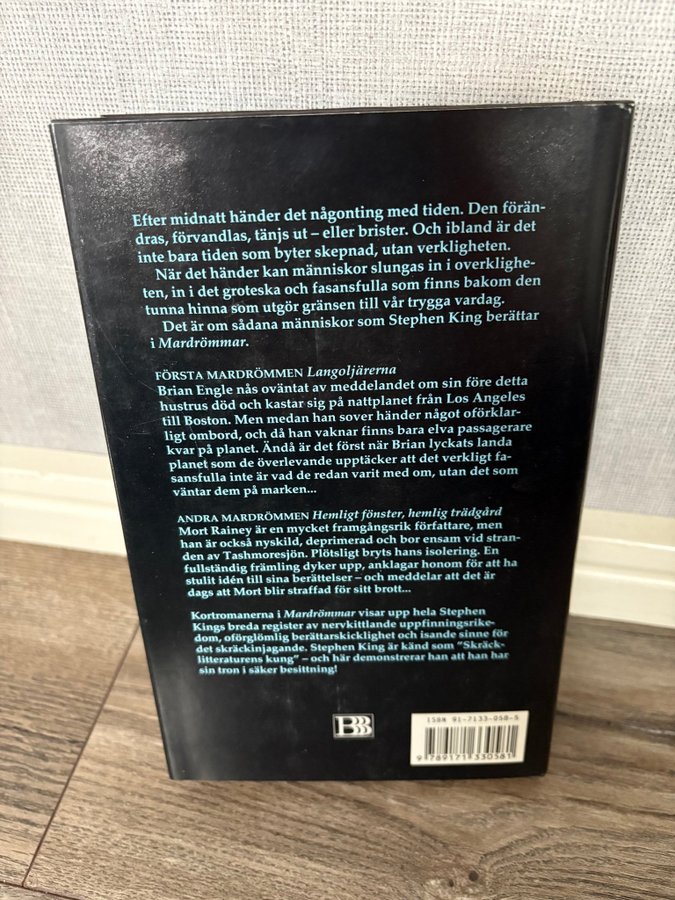 Efter midnatt händer det någonting med tiden. Den förän-
dras, förvandlas, tänjs ut – eller brister. Och ibland är det
inte bara tiden som byter skepnad, utan verkligheten.
När det händer kan människor slungas in i overklighe-
ten, in i det groteska och fasansfulla som finns bakom den
tunna hinna som utgör gränsen till vår trygga vardag.
Det är om sådana människor som Stephen King berättar
i Mardrömmar.
FÖRSTA MARDRÖMMEN Langoljärerna
Brian Engle nås oväntat av meddelandet om sin före detta
hustrus död och kastar sig på nattplanet från Los Angeles
till Boston. Men medan han sover händer något oförklar-
ligt ombord, och då han vaknar finns bara elva passagerare
kvar på planet. Ändå är det först när Brian lyckats landa
planet som de överlevande upptäcker att det verkligt fa-
sansfulla inte är vad de redan varit med om, utan det som
väntar dem på marken...
ANDRA MARDRÖMMEN Hemligt fönster, hemlig trädgård
Mort Rainey är en mycket framgångsrik författare, men
han är också nyskild, deprimerad och bor ensam vid stran-
den av Tashmoresjön. Plötsligt bryts hans isolering. En
fullständig främling dyker upp, anklagar honom för att ha
stulit idén till sina berättelser – och meddelar att det är
dags att Mort blir straffad för sitt brott...
Kortromanerna i Mardrömmar visar upp hela Stephen
Kings breda register av nervkittlande uppfinningsrike-
dom, oförglömlig berättarskicklighet och isande sinne för
det skräckinjagande. Stephen King är känd som "Skräck-
litteraturens kung" – och här demonstrerar han att han har
sin tron i säker besittning!
BBB
ISBN 91-7133-058-5
9 789171 330581